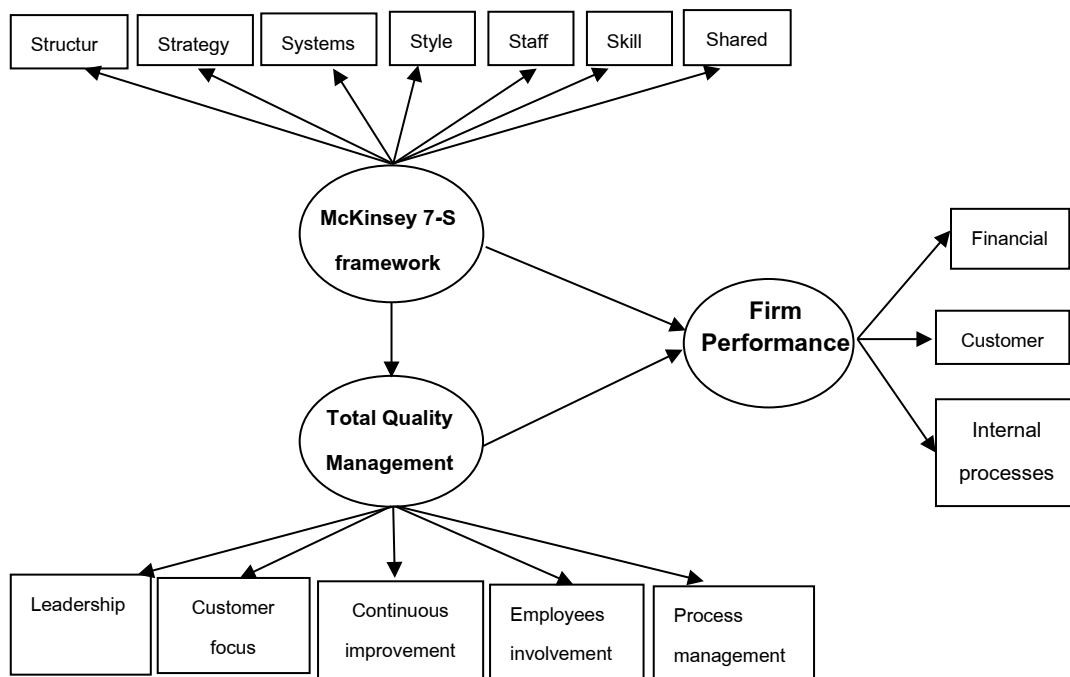 Structur
Strategy
Systems
Style
Staff
Skill
Shared
McKinsey 7-S
framework
Financial
Firm
Performance
Customer
Total Quality
Management
Internal
processes
Leadership
Customer
focus
Continuous
improvement
Employees
involvement
Process
management